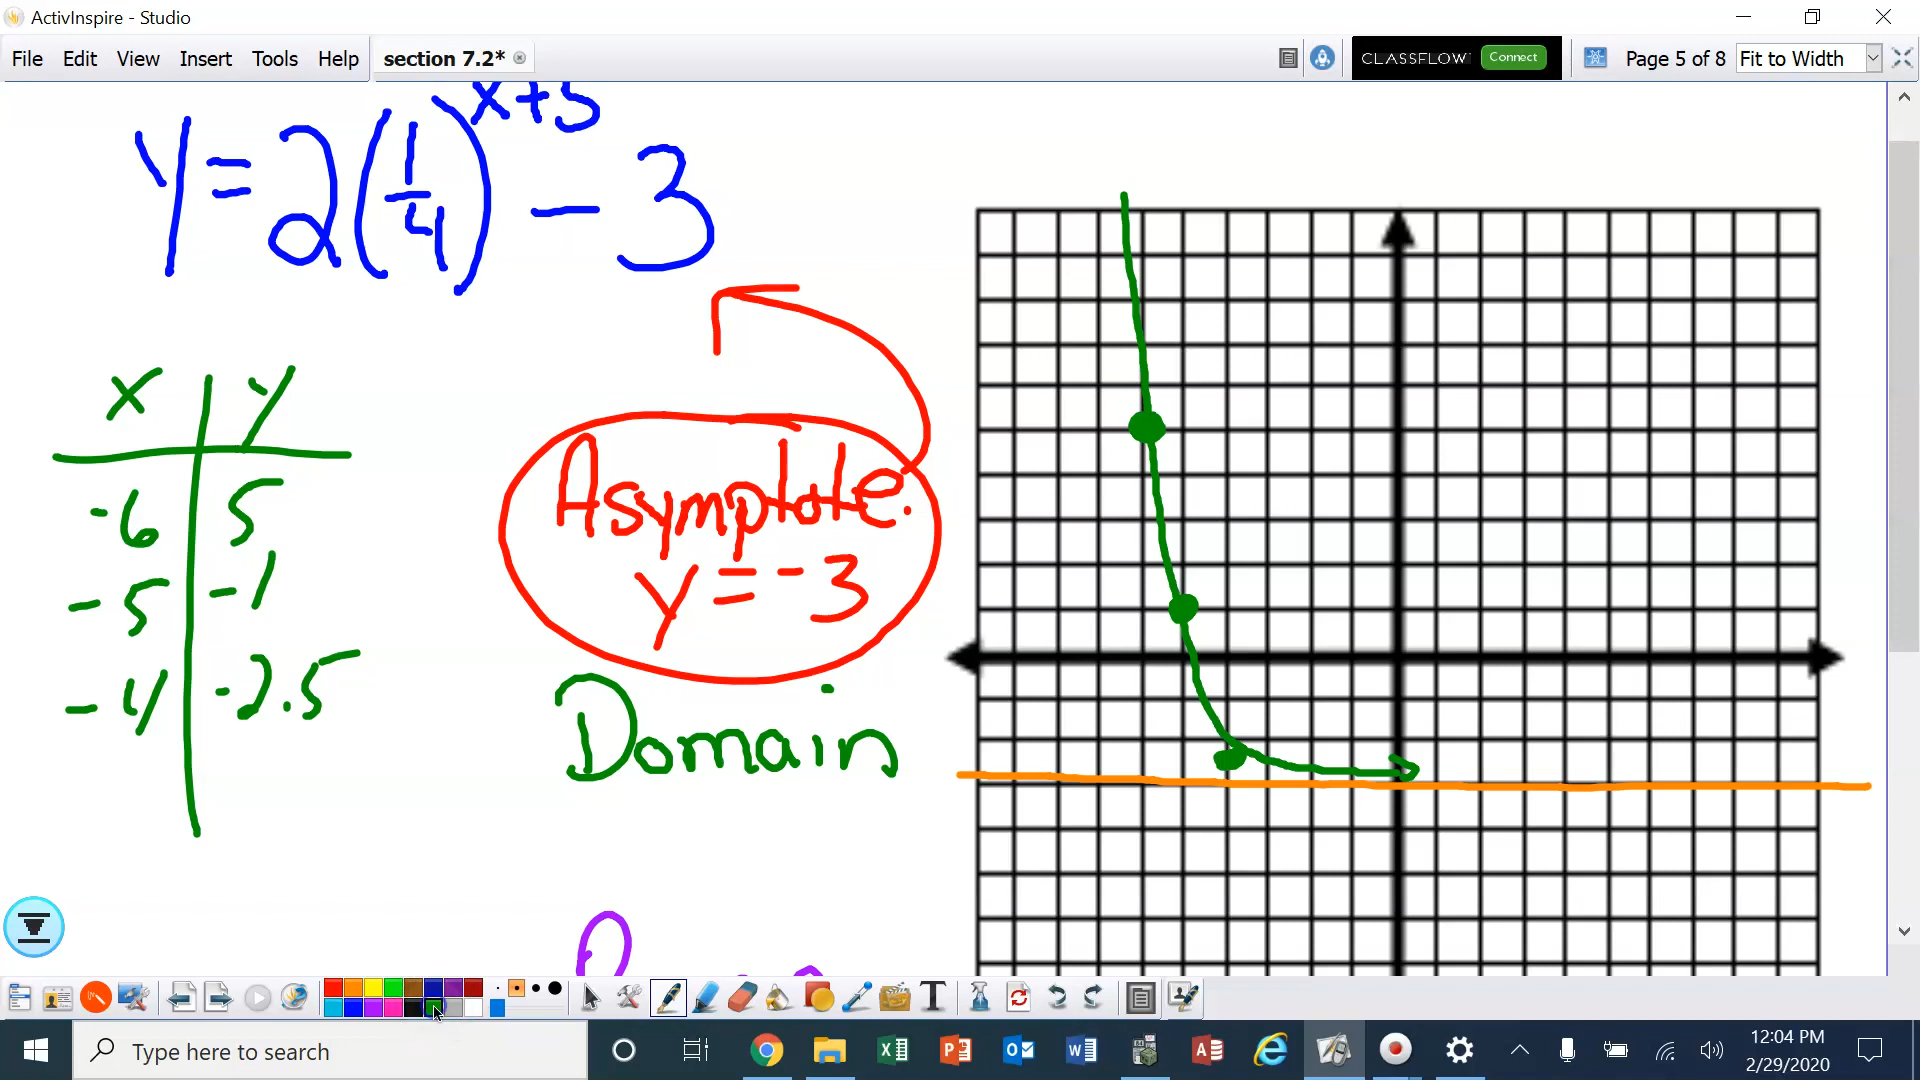 ActivInspire - Studio
File Edit View Insert Tools Help section 7.2* CLASSFLOW Connect Page 5 of 8 Fit to Width
y = 2(1/4)^x+5 - 3
x y
-6 5
-5 -1
-4 -2.5
Asymptote.
y = -3
Domain
T
Type here to search
12:04 PM
2/29/2020